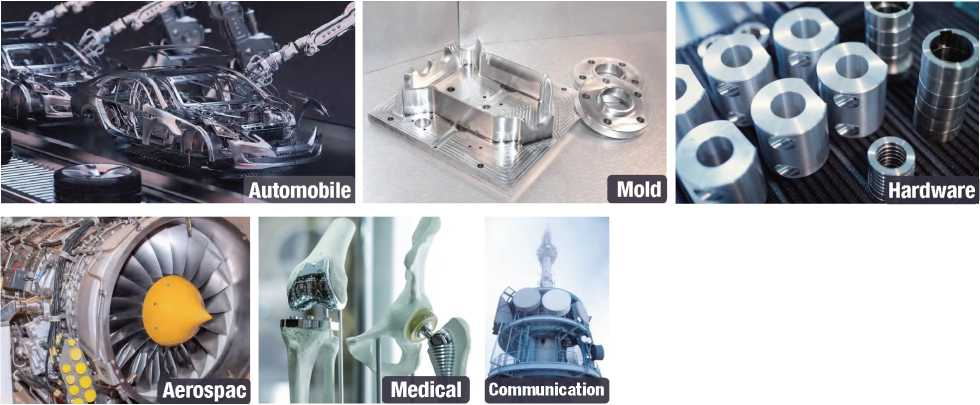 Automobile
Mold
Hardware
Aerospac
Medical
Communication